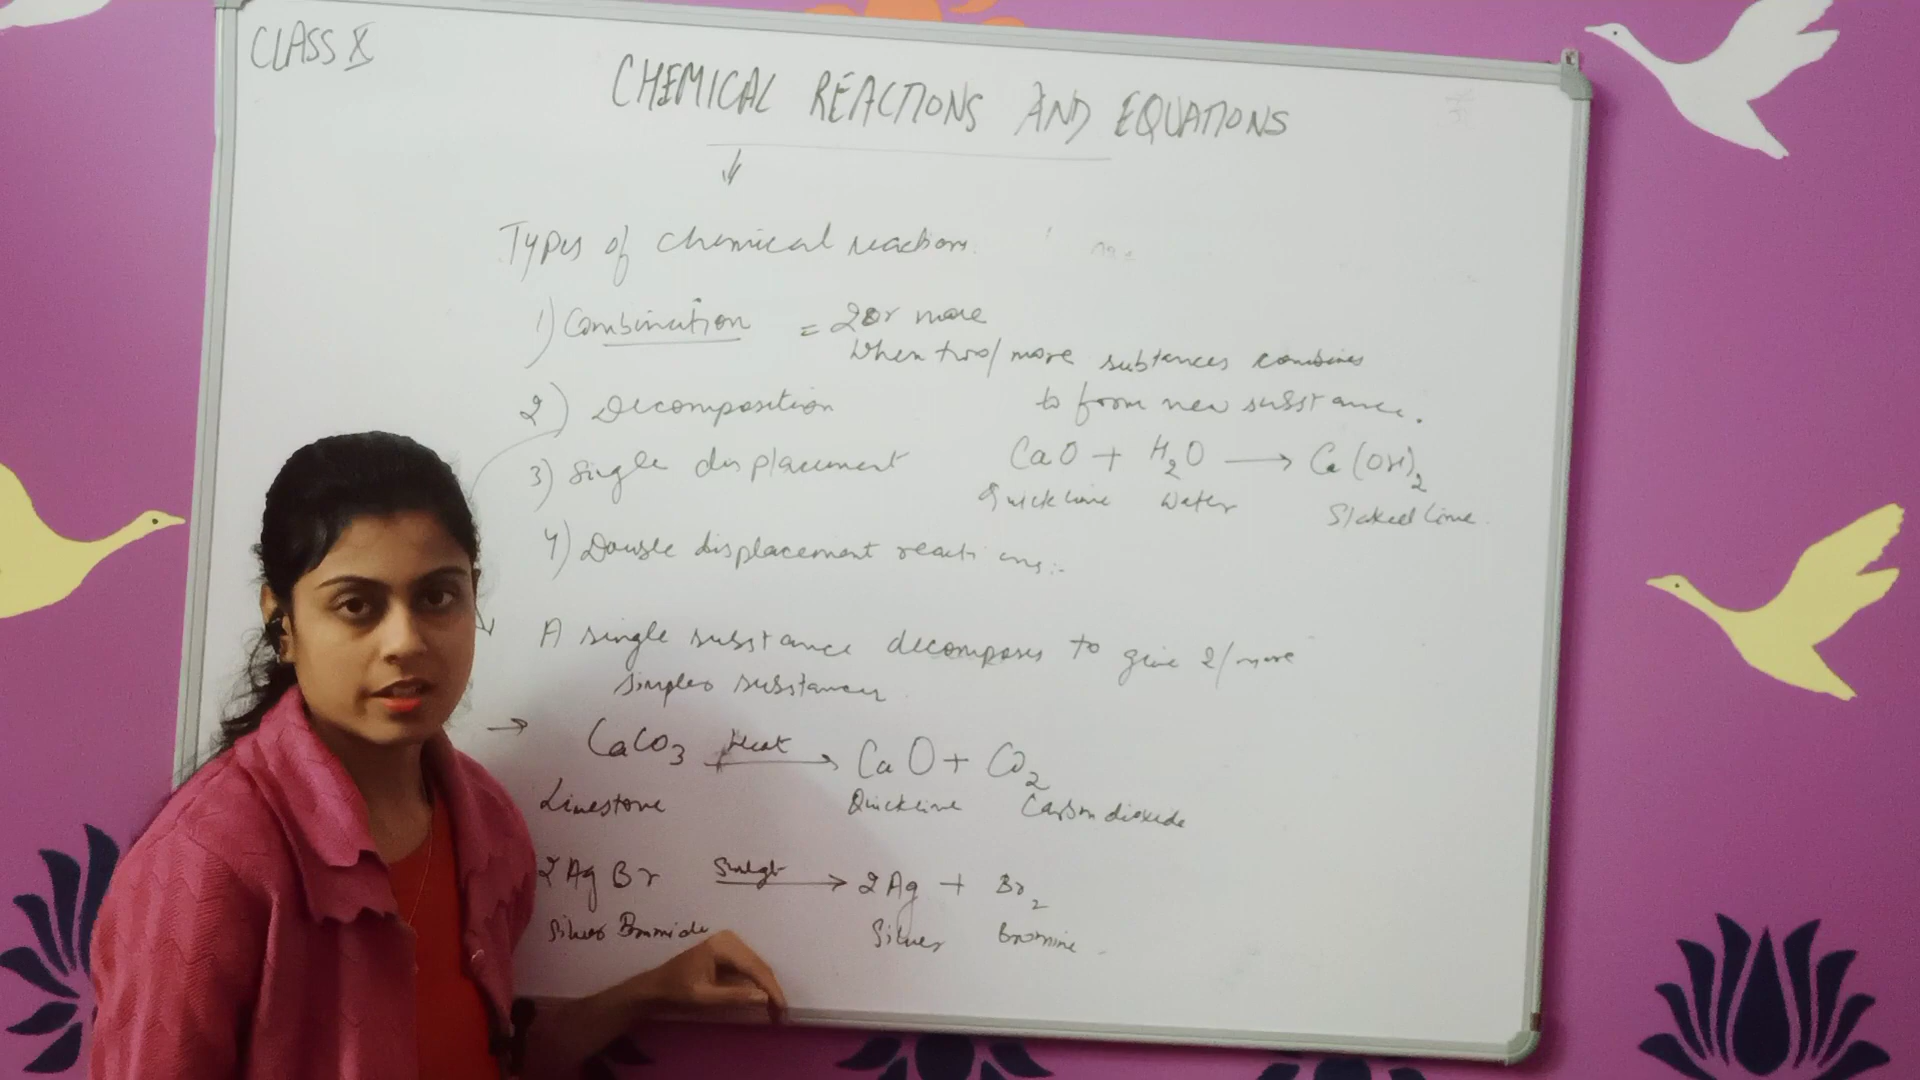 CLASS X
CHEMICAL REACTIONS AND EQUATIONS
Types of chemical reactions.
1) Combination = 2 or more
When two/more substances combines
to form new substance.
2) Decomposition
CaO + H2O → Ca(OH)2
Quick lime Water Slaked lime
3) Single displacement
4) Double displacement reactions:-
A single substance decomposes to give 2/more
simpler substances
→ CaCO3 Heat → CaO + CO2
Limestone Quicklime Carbon dioxide
2AgBr → 2Ag + Br2
Silver Bromide Silver Bromine